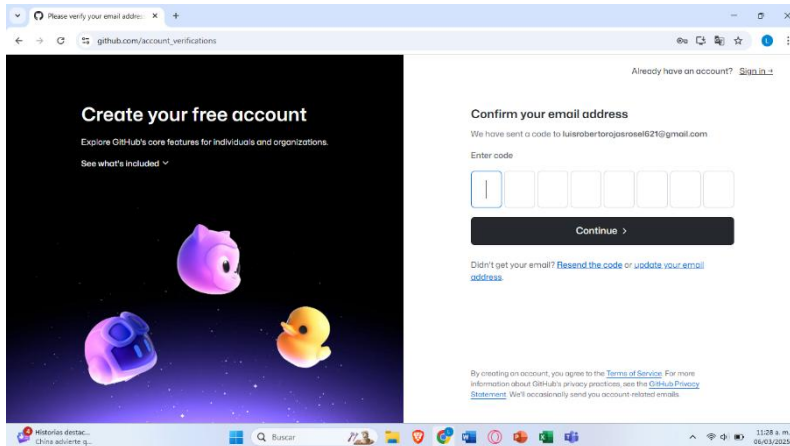 Please verify your email addres
github.com/account_verifications
Already have an account? Sign in →
Create your free account
Explore GitHub's core features for individuals and organizations.
See what's included
Confirm your email address
We have sent a code to luisrobertorojasrosel621@gmail.com
Enter code
Continue
Didn't get your email? Resend the code or update your email
address.
By creating an account, you agree to the Terms of Service. For more
information about GitHub's privacy practices, see the GitHub Privacy
Statement. We'll occasionally send you account-related emails.
4
Historias destac...
China advierte q...
Buscar
11:28 a. m.
06/03/2025